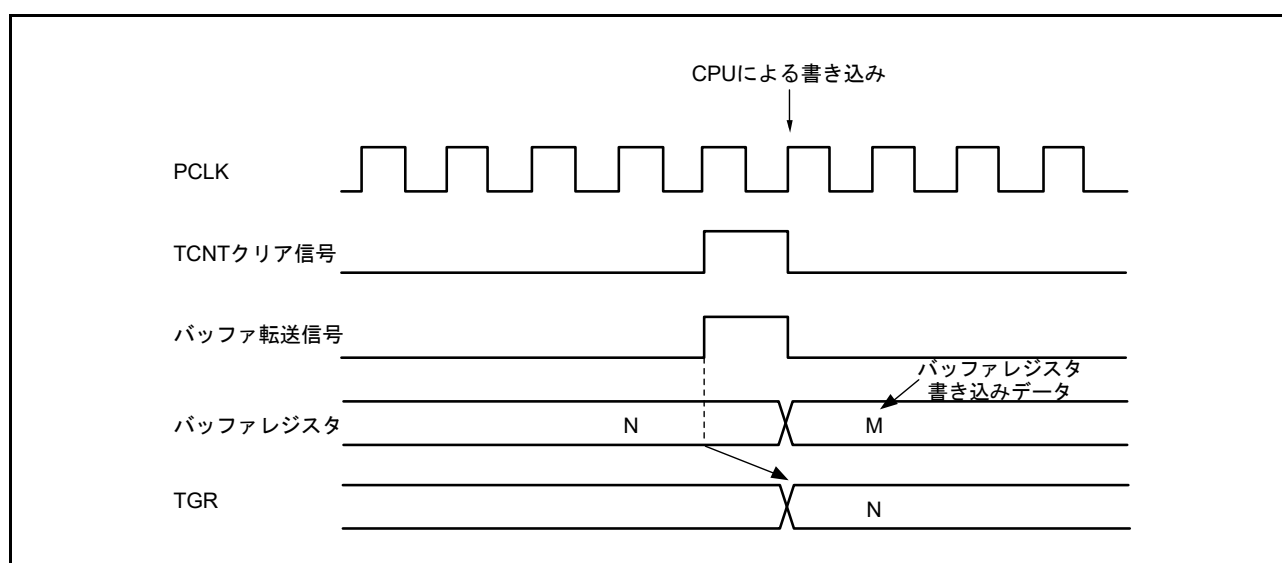 CPUによる書き込み
PCLK
TCNTクリア信号
バッファ転送信号
バッファレジスタ
書き込みデータ
バッファレジスタ
N
M
TGR
N